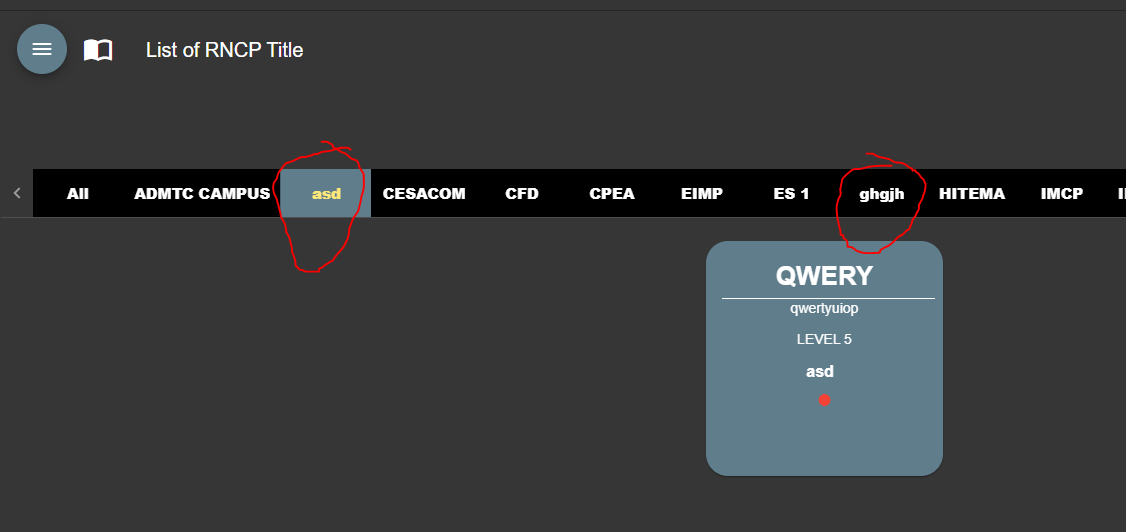 List of RNCP Title
All ADMTC CAMPUS asd CESACOM CFD CPEA EIMP ES 1 ghgjh HITEMA IMCP
QWERY
qwertyuiop
LEVEL 5
asd